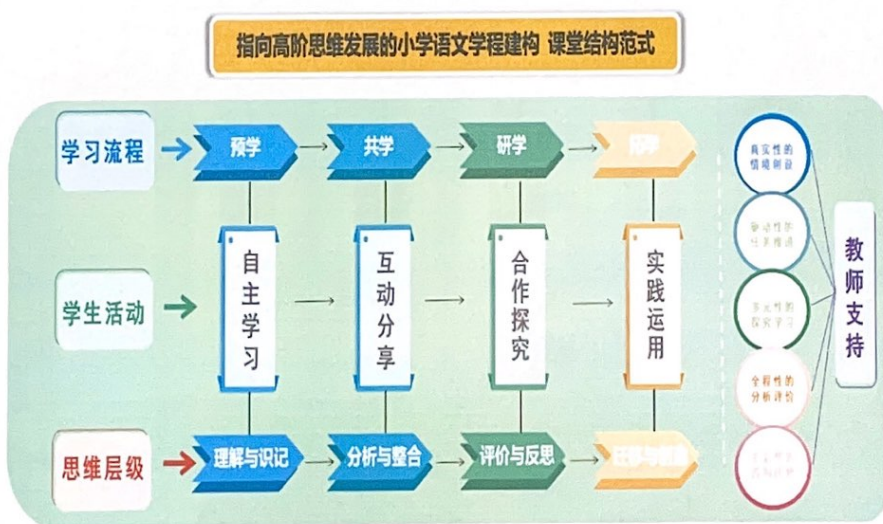 指向高阶思维发展的小学语文学程建构 课堂结构范式
学习流程
预学
共学
研学
学生活动
自主学习
互动分享
合作探究
实践运用
思维层级
理解与识记
分析与整合
评价与反思
真实性的
情境创设
驱动性的
任务推进
多元性的
探究学习
全程性的
分析评价
教师支持